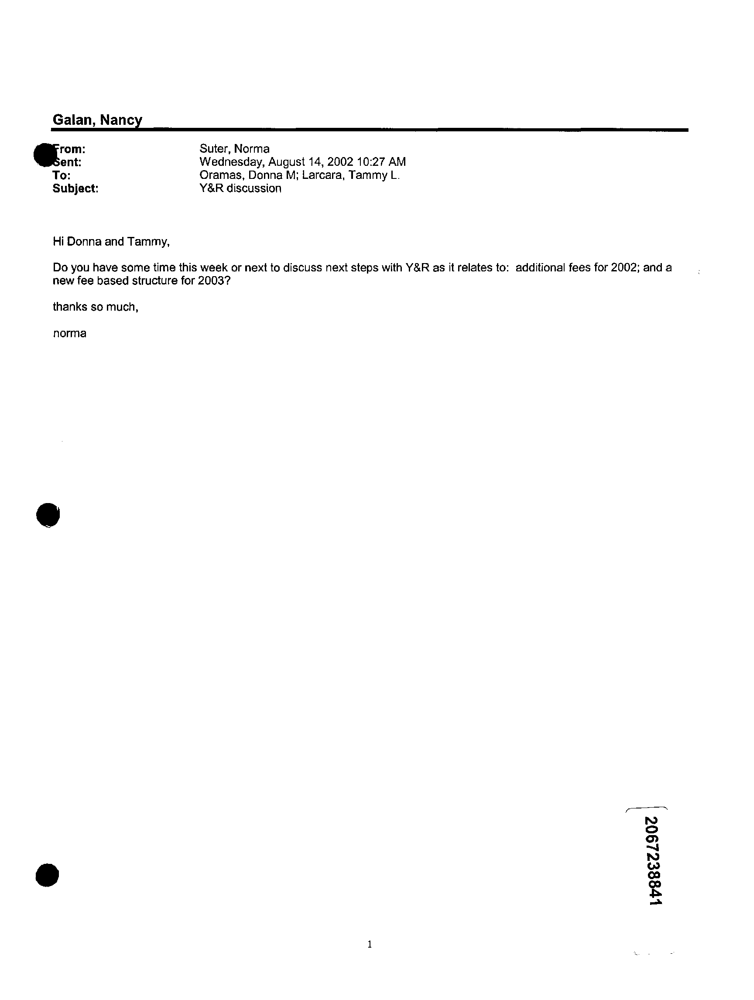 Galan, Nancy
From: Suter, Norma
Sent: Wednesday, August 14, 2002 10:27 AM
To: Oramas, Donna M; Larcara, Tammy L.
Subject: Y&R discussion
Hi Donna and Tammy,
Do you have some time this week or next to discuss next steps with Y&R as it relates to: additional fees for 2002; and a
new fee based structure for 2003?
thanks so much,
norma
2067238841
1